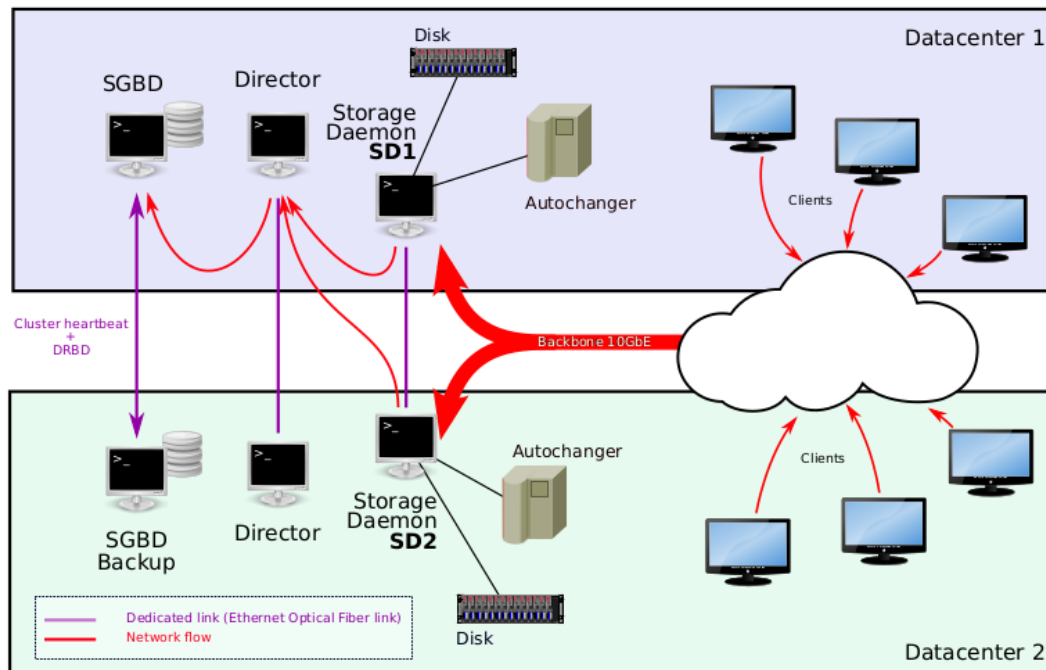 Datacenter 1
Disk
SGBD
Director
Storage
Daemon
SD1
Autochanger
Clients
Cluster heartbeat
+
DRBD
Backbone 10GbE
Autochanger
Clients
Storage
Daemon
SD2
Director
SGBD
Backup
Disk
Dedicated link (Ethernet Optical Fiber link)
Network flow
Datacenter 2